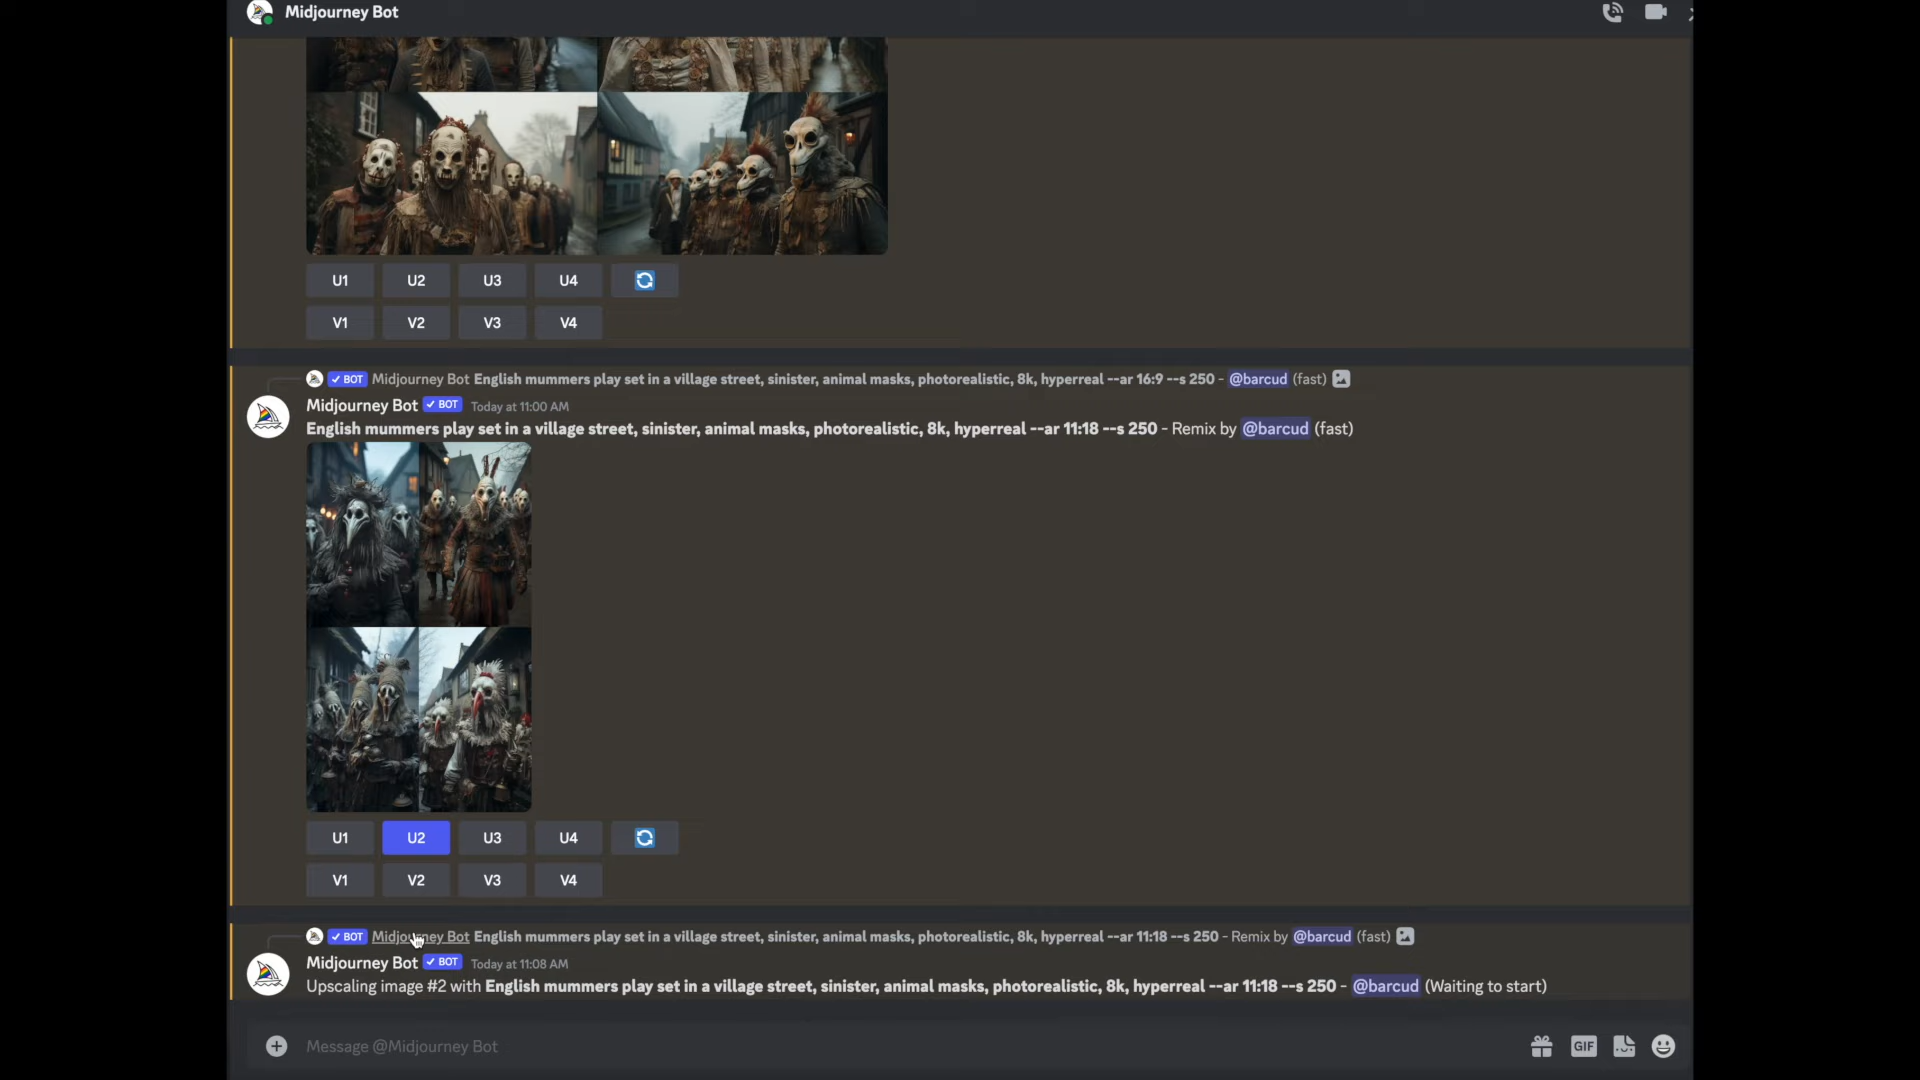 Midjourney Bot
U1 U2 U3 U4
V1 V2 V3 V4
BOT Midjourney Bot English mummers play set in a village street, sinister, animal masks, photorealistic, 8k, hyperreal --ar 16:9 --s 250 - @barcud (fast)
Midjourney Bot BOT Today at 11:00 AM
English mummers play set in a village street, sinister, animal masks, photorealistic, 8k, hyperreal --ar 11:18 --s 250 - Remix by @barcud (fast)
U1 U2 U3 U4
V1 V2 V3 V4
BOT Midjourney Bot English mummers play set in a village street, sinister, animal masks, photorealistic, 8k, hyperreal --ar 11:18 --s 250 - Remix by @barcud (fast)
Midjourney Bot BOT Today at 11:08 AM
Upscaling image #2 with English mummers play set in a village street, sinister, animal masks, photorealistic, 8k, hyperreal --ar 11:18 --s 250 - @barcud (Waiting to start)
Message @Midjourney Bot GIF